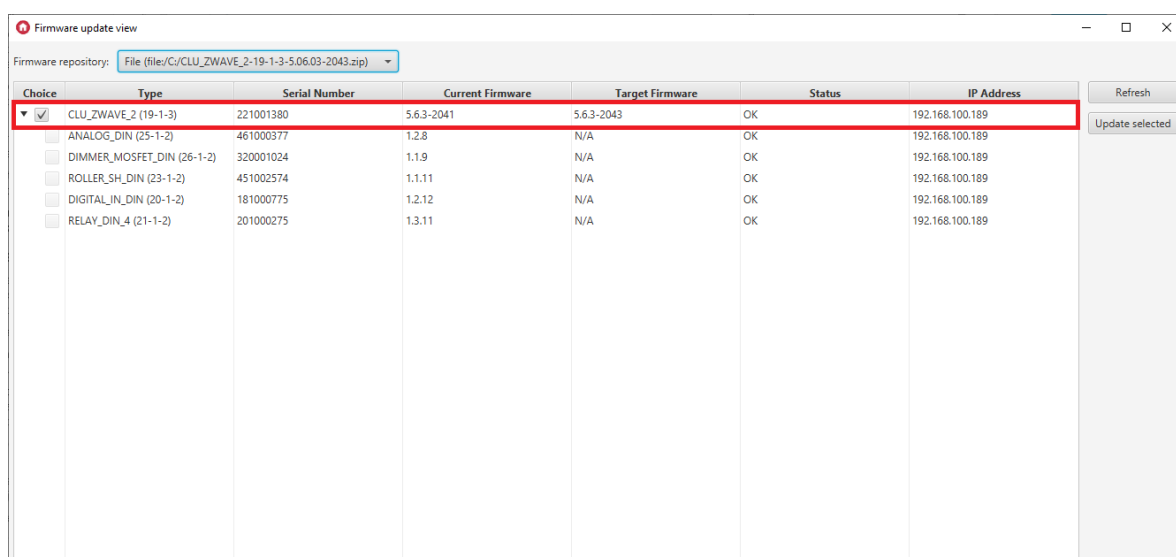 Firmware update view
Firmware repository: File (file:/C:/CLU_ZWAVE_2-19-1-3-5.06.03-2043.zip)
Choice Type Serial Number Current Firmware Target Firmware Status IP Address Refresh
CLU_ZWAVE_2 (19-1-3) 221001380 5.6.3-2041 5.6.3-2043 OK 192.168.100.189 Update selected
ANALOG_DIN (25-1-2) 461000377 1.2.8 N/A OK 192.168.100.189
DIMMER_MOSFET_DIN (26-1-2) 320001024 1.1.9 N/A OK 192.168.100.189
ROLLER_SH_DIN (23-1-2) 451002574 1.1.11 N/A OK 192.168.100.189
DIGITAL_IN_DIN (20-1-2) 181000775 1.2.12 N/A OK 192.168.100.189
RELAY_DIN_4 (21-1-2) 201000275 1.3.11 N/A OK 192.168.100.189